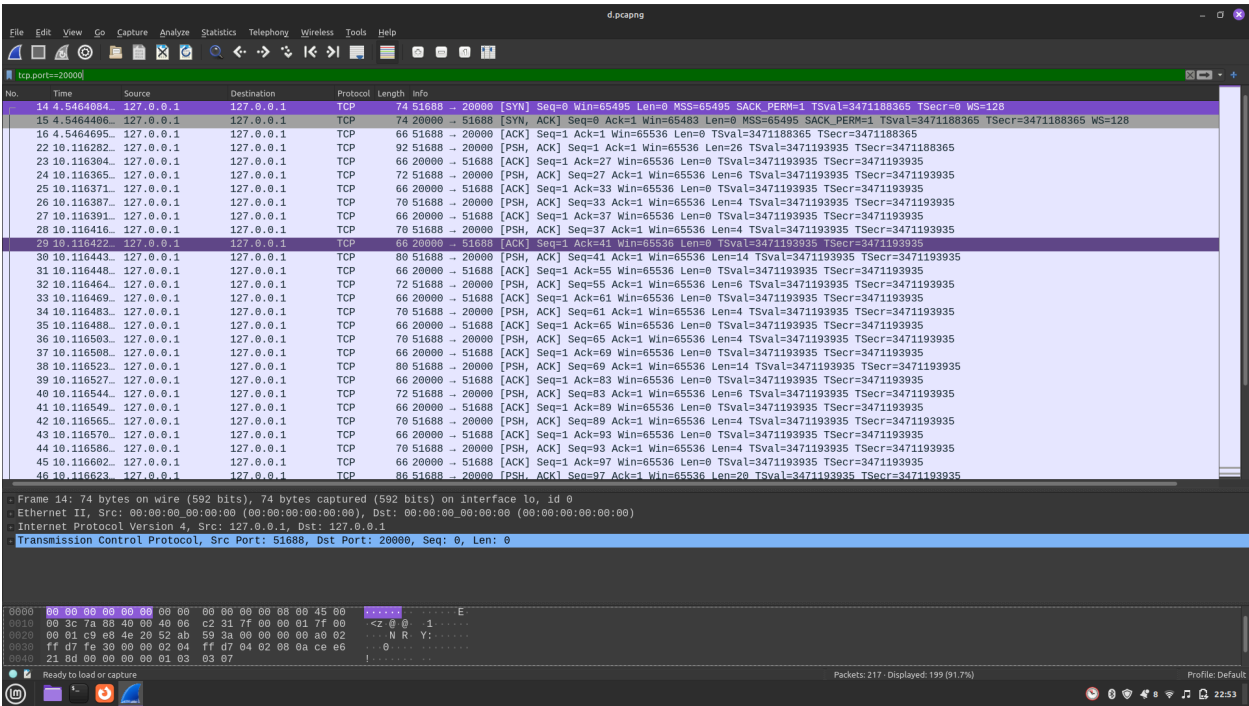 d.pcapng
File Edit View Go Capture Analyze Statistics Telephony Wireless Tools Help
tcp.port==20000
No. Time Source Destination Protocol Length Info
14 4.5464084… 127.0.0.1 127.0.0.1 TCP 74 51688 → 20000 [SYN] Seq=0 Win=65495 Len=0 MSS=65495 SACK_PERM=1 TSval=3471188365 TSecr=0 WS=128
15 4.5464406… 127.0.0.1 127.0.0.1 TCP 74 20000 → 51688 [SYN, ACK] Seq=0 Ack=1 Win=65483 Len=0 MSS=65495 SACK_PERM=1 TSval=3471188365 TSecr=3471188365 WS=128
16 4.5464695… 127.0.0.1 127.0.0.1 TCP 66 51688 → 20000 [ACK] Seq=1 Ack=1 Win=65536 Len=0 TSval=3471188365 TSecr=3471188365
22 10.116282… 127.0.0.1 127.0.0.1 TCP 92 51688 → 20000 [PSH, ACK] Seq=1 Ack=1 Win=65536 Len=26 TSval=3471193935 TSecr=3471188365
23 10.116304… 127.0.0.1 127.0.0.1 TCP 66 20000 → 51688 [ACK] Seq=1 Ack=27 Win=65536 Len=0 TSval=3471193935 TSecr=3471193935
24 10.116365… 127.0.0.1 127.0.0.1 TCP 72 51688 → 20000 [PSH, ACK] Seq=27 Ack=1 Win=65536 Len=6 TSval=3471193935 TSecr=3471193935
25 10.116371… 127.0.0.1 127.0.0.1 TCP 66 20000 → 51688 [ACK] Seq=1 Ack=33 Win=65536 Len=0 TSval=3471193935 TSecr=3471193935
26 10.116387… 127.0.0.1 127.0.0.1 TCP 70 51688 → 20000 [PSH, ACK] Seq=33 Ack=1 Win=65536 Len=4 TSval=3471193935 TSecr=3471193935
27 10.116391… 127.0.0.1 127.0.0.1 TCP 66 20000 → 51688 [ACK] Seq=1 Ack=37 Win=65536 Len=0 TSval=3471193935 TSecr=3471193935
28 10.116416… 127.0.0.1 127.0.0.1 TCP 70 51688 → 20000 [PSH, ACK] Seq=37 Ack=1 Win=65536 Len=4 TSval=3471193935 TSecr=3471193935
29 10.116422… 127.0.0.1 127.0.0.1 TCP 66 20000 → 51688 [ACK] Seq=1 Ack=41 Win=65536 Len=0 TSval=3471193935 TSecr=3471193935
30 10.116443… 127.0.0.1 127.0.0.1 TCP 80 51688 → 20000 [PSH, ACK] Seq=41 Ack=1 Win=65536 Len=14 TSval=3471193935 TSecr=3471193935
31 10.116448… 127.0.0.1 127.0.0.1 TCP 66 20000 → 51688 [ACK] Seq=1 Ack=55 Win=65536 Len=0 TSval=3471193935 TSecr=3471193935
32 10.116464… 127.0.0.1 127.0.0.1 TCP 72 51688 → 20000 [PSH, ACK] Seq=55 Ack=1 Win=65536 Len=6 TSval=3471193935 TSecr=3471193935
33 10.116469… 127.0.0.1 127.0.0.1 TCP 66 20000 → 51688 [ACK] Seq=1 Ack=61 Win=65536 Len=0 TSval=3471193935 TSecr=3471193935
34 10.116483… 127.0.0.1 127.0.0.1 TCP 70 51688 → 20000 [PSH, ACK] Seq=61 Ack=1 Win=65536 Len=4 TSval=3471193935 TSecr=3471193935
35 10.116488… 127.0.0.1 127.0.0.1 TCP 66 20000 → 51688 [ACK] Seq=1 Ack=65 Win=65536 Len=0 TSval=3471193935 TSecr=3471193935
36 10.116503… 127.0.0.1 127.0.0.1 TCP 70 51688 → 20000 [PSH, ACK] Seq=65 Ack=1 Win=65536 Len=4 TSval=3471193935 TSecr=3471193935
37 10.116508… 127.0.0.1 127.0.0.1 TCP 66 20000 → 51688 [ACK] Seq=1 Ack=69 Win=65536 Len=0 TSval=3471193935 TSecr=3471193935
38 10.116523… 127.0.0.1 127.0.0.1 TCP 80 51688 → 20000 [PSH, ACK] Seq=69 Ack=1 Win=65536 Len=14 TSval=3471193935 TSecr=3471193935
39 10.116527… 127.0.0.1 127.0.0.1 TCP 66 20000 → 51688 [ACK] Seq=1 Ack=83 Win=65536 Len=0 TSval=3471193935 TSecr=3471193935
40 10.116544… 127.0.0.1 127.0.0.1 TCP 72 51688 → 20000 [PSH, ACK] Seq=83 Ack=1 Win=65536 Len=6 TSval=3471193935 TSecr=3471193935
41 10.116549… 127.0.0.1 127.0.0.1 TCP 66 20000 → 51688 [ACK] Seq=1 Ack=89 Win=65536 Len=0 TSval=3471193935 TSecr=3471193935
42 10.116565… 127.0.0.1 127.0.0.1 TCP 70 51688 → 20000 [PSH, ACK] Seq=89 Ack=1 Win=65536 Len=4 TSval=3471193935 TSecr=3471193935
43 10.116570… 127.0.0.1 127.0.0.1 TCP 66 20000 → 51688 [ACK] Seq=1 Ack=93 Win=65536 Len=0 TSval=3471193935 TSecr=3471193935
44 10.116586… 127.0.0.1 127.0.0.1 TCP 70 51688 → 20000 [PSH, ACK] Seq=93 Ack=1 Win=65536 Len=4 TSval=3471193935 TSecr=3471193935
45 10.116602… 127.0.0.1 127.0.0.1 TCP 66 20000 → 51688 [ACK] Seq=1 Ack=97 Win=65536 Len=0 TSval=3471193935 TSecr=3471193935
46 10.116623… 127.0.0.1 127.0.0.1 TCP 86 51688 → 20000 [PSH, ACK] Seq=97 Ack=1 Win=65536 Len=20 TSval=3471193935 TSecr=3471193935
Frame 14: 74 bytes on wire (592 bits), 74 bytes captured (592 bits) on interface lo, id 0
Ethernet II, Src: 00:00:00_00:00:00 (00:00:00:00:00:00), Dst: 00:00:00_00:00:00 (00:00:00:00:00:00)
Internet Protocol Version 4, Src: 127.0.0.1, Dst: 127.0.0.1
Transmission Control Protocol, Src Port: 51688, Dst Port: 20000, Seq: 0, Len: 0
0000 00 00 00 00 00 00 00 00 00 00 00 00 08 00 45 00 ········ ······E·
0010 00 3c 7a 88 40 00 40 06 c2 31 7f 00 00 01 7f 00 ·<z·@·@· ·1······
0020 00 01 c9 e8 4e 20 52 ab 59 3a 00 00 00 00 a0 02 ····N R· Y:······
0030 ff d7 fe 30 00 00 02 04 ff d7 04 02 08 0a ce e6 ···0···· ········
0040 21 8d 00 00 00 00 01 03 03 07 !······· ··
Ready to load or capture Packets: 217 · Displayed: 199 (91.7%) Profile: Default
8 22:53